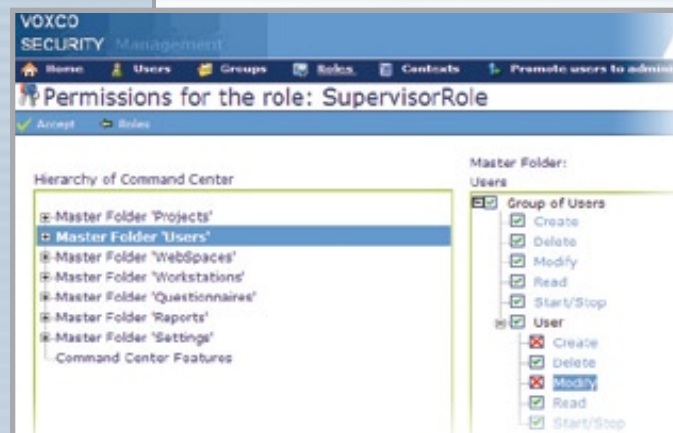 VOXCO
SECURITY Management
Home Users Groups Roles Contexts Promote users to admini
Permissions for the role: SupervisorRole
Accept Roles
Hierarchy of Command Center
Master Folder 'Projects'
Master Folder 'Users'
Master Folder 'WebSpaces'
Master Folder 'Workstations'
Master Folder 'Questionnaires'
Master Folder 'Reports'
Master Folder 'Settings'
Command Center Features
Master Folder:
Users
Group of Users
Create
Delete
Modify
Read
Start/Stop
User
Create
Delete
Modify
Read
Start/Stop